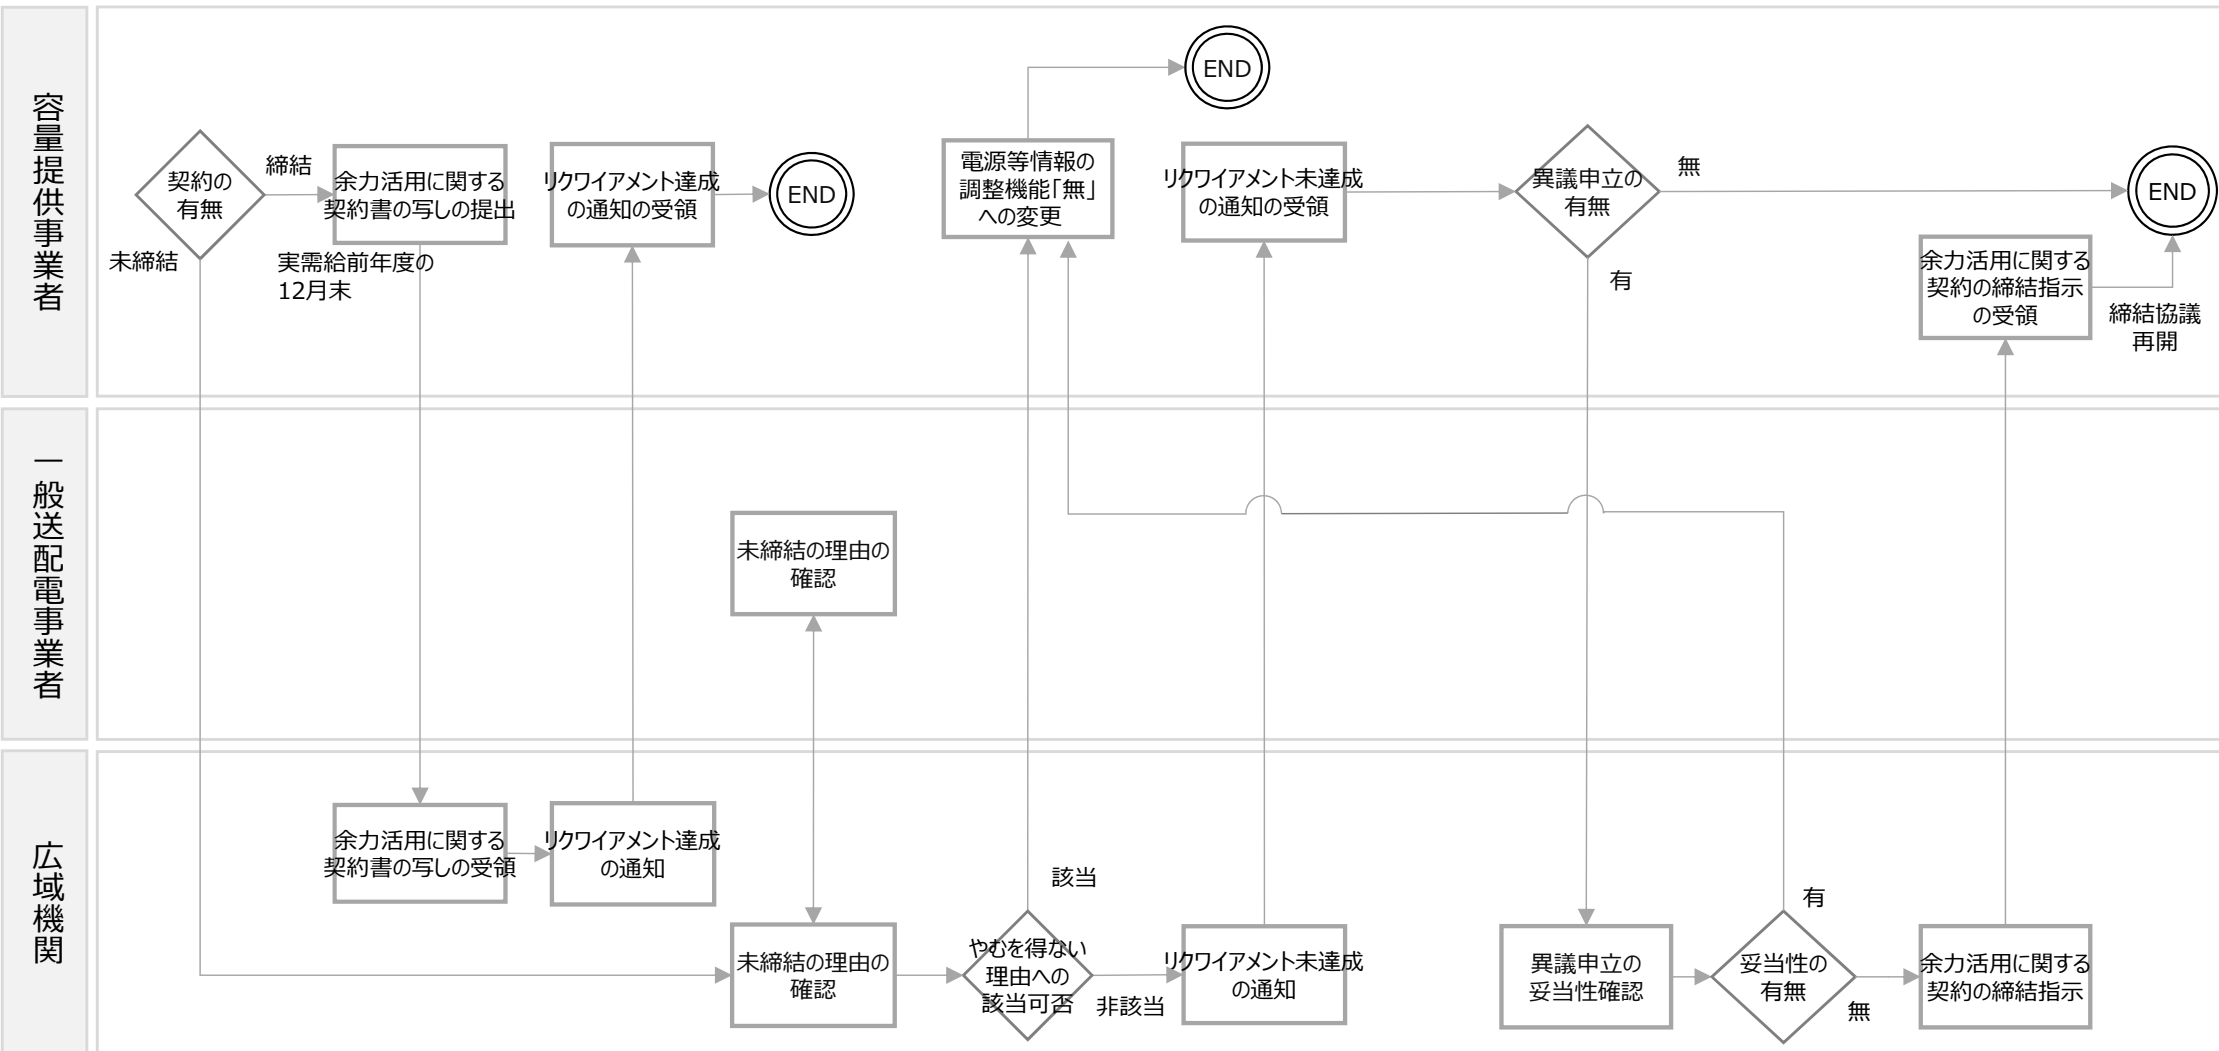 容量提供事業者
END
契約の
有無
締結
未締結
余力活用に関する
契約書の写しの提出
実需給前年度の
12月末
リクワイアメント達成
の通知の受領
END
電源等情報の
調整機能「無」
への変更
リクワイアメント未達成
の通知の受領
異議申立の
有無
無
有
END
余力活用に関する
契約の締結指示
の受領
締結協議
再開
一般送配電事業者
未締結の理由の
確認
広域機関
余力活用に関する
契約書の写しの受領
リクワイアメント達成
の通知
未締結の理由の
確認
該当
やむを得ない
理由への
該当可否
非該当
リクワイアメント未達成
の通知
異議申立の
妥当性確認
有
妥当性の
有無
無
余力活用に関する
契約の締結指示